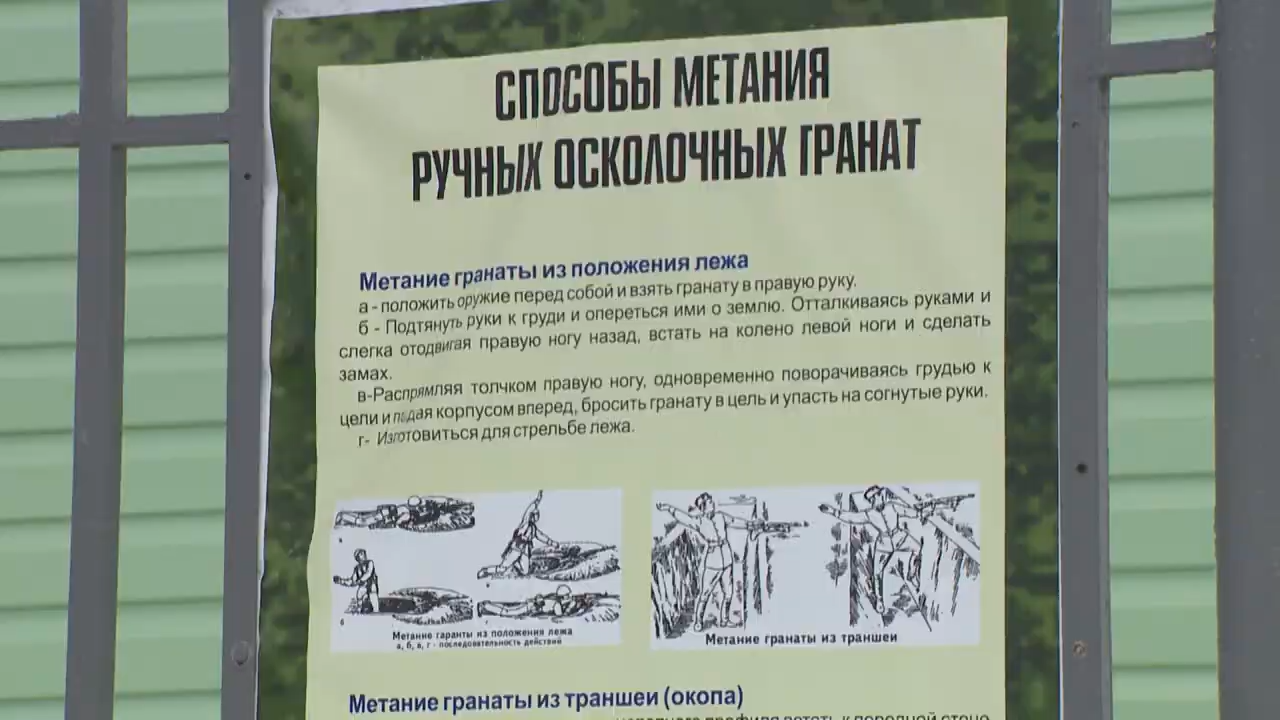 СПОСОБЫ МЕТАНИЯ
РУЧНЫХ ОСКОЛОЧНЫХ ГРАНАТ
Метание гранаты из положения лежа
а - положить оружие перед собой и взять гранату в правую руку.
б - Подтянуть руки к груди и опереться ими о землю. Отталкиваясь руками и
слегка отодвигая правую ногу назад, встать на колено левой ноги и сделать
замах.
в-Распрямляя толчком правую ногу, одновременно поворачиваясь грудью к
цели и падая корпусом вперед, бросить гранату в цель и упасть на согнутые руки.
г- Изготовиться для стрельбе лежа.
Метание гаранты из положения лежа
а, б, в, г - последовательность действий
Метание гранаты из траншеи
Метание гранаты из траншеи (окопа)